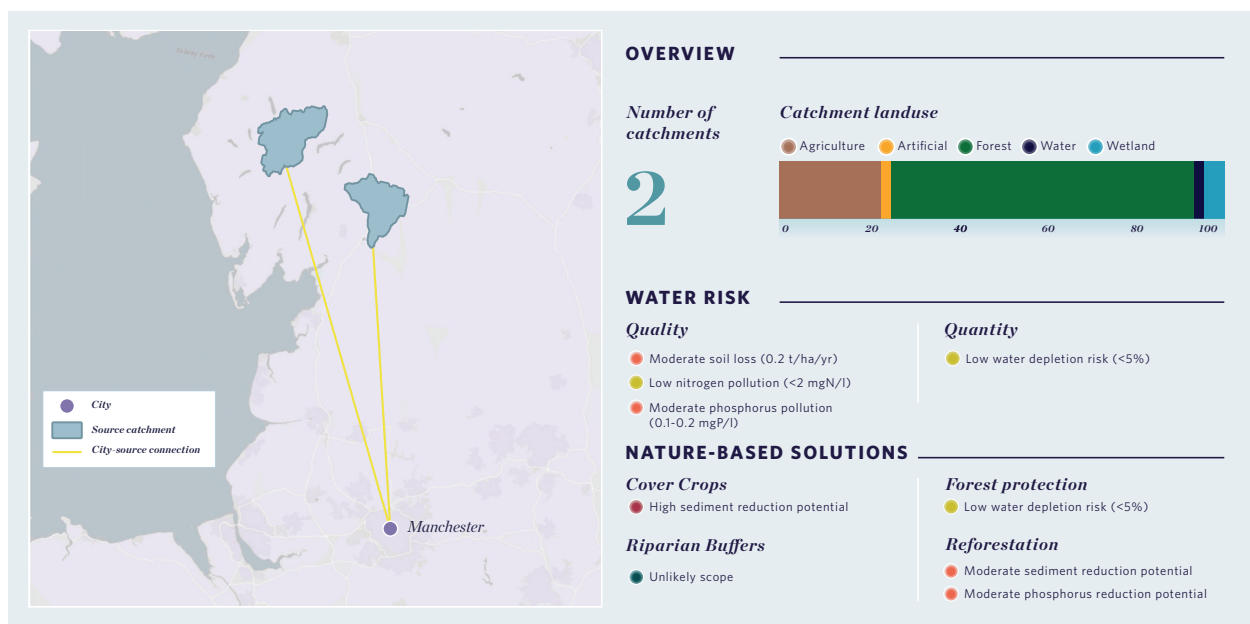 Solway Firth
City
Source catchment
City-source connection
Manchester
OVERVIEW
Number of
catchments
2
Catchment landuse
Agriculture Artificial Forest Water Wetland
0 20 40 60 80 100
WATER RISK
Quality
Moderate soil loss (0.2 t/ha/yr)
Low nitrogen pollution (<2 mgN/l)
Moderate phosphorus pollution
(0.1-0.2 mgP/l)
Quantity
Low water depletion risk (<5%)
NATURE-BASED SOLUTIONS
Cover Crops
High sediment reduction potential
Riparian Buffers
Unlikely scope
Forest protection
Low water depletion risk (<5%)
Reforestation
Moderate sediment reduction potential
Moderate phosphorus reduction potential